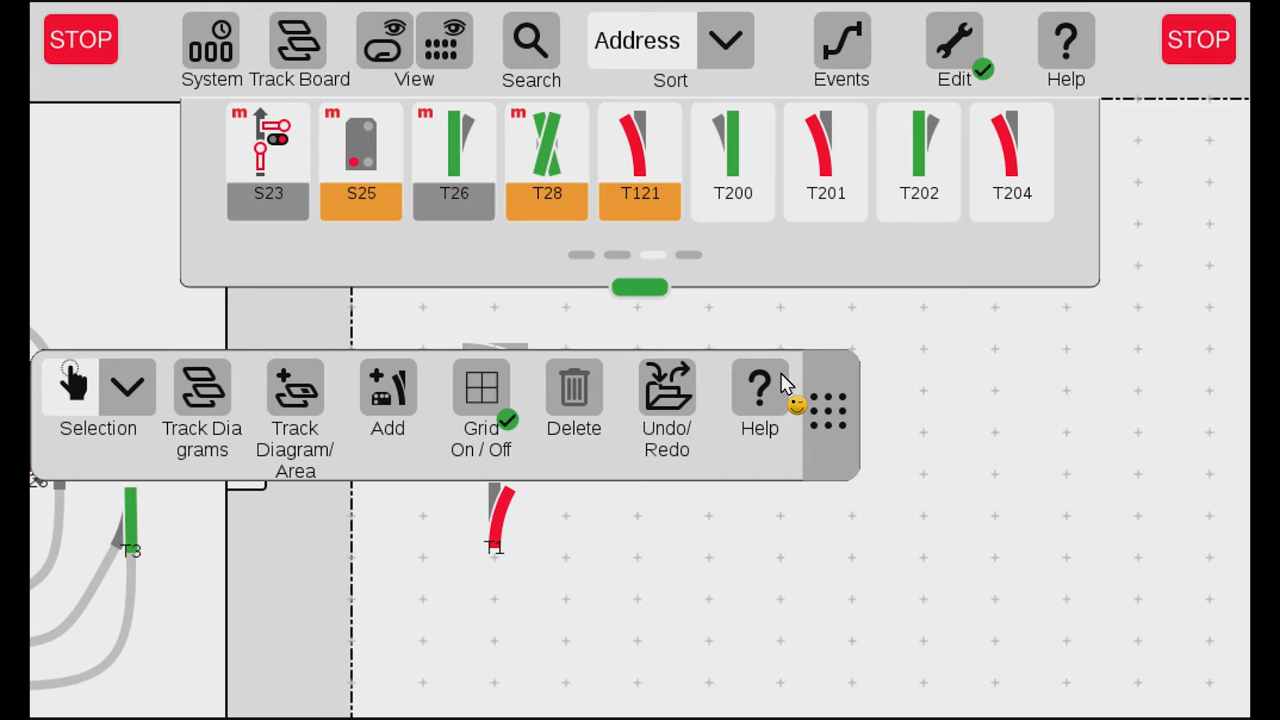 STOP
System
Track Board
View
Search
Address
Sort
Events
Edit
Help
STOP
m
m
m
m
S23
S25
T26
T28
T121
T200
T201
T202
T204
Selection
Track Dia
grams
Track
Diagram/
Area
Add
Grid
On / Off
Delete
Undo/
Redo
Help
T3
T1